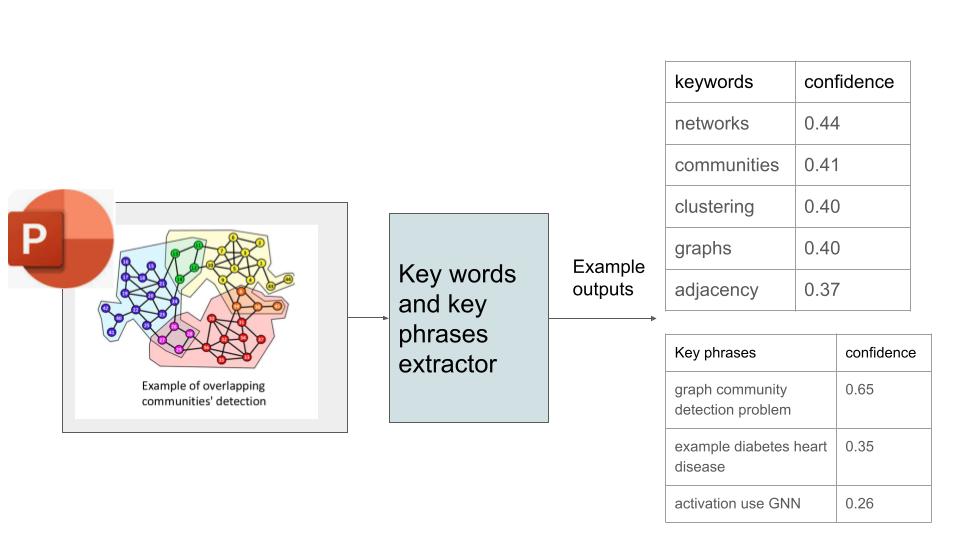 P
Example of overlapping
communities' detection
Key words
and key
phrases
extractor
Example
outputs
keywords confidence
networks 0.44
communities 0.41
clustering 0.40
graphs 0.40
adjacency 0.37
Key phrases confidence
graph community
detection problem 0.65
example diabetes heart
disease 0.35
activation use GNN 0.26